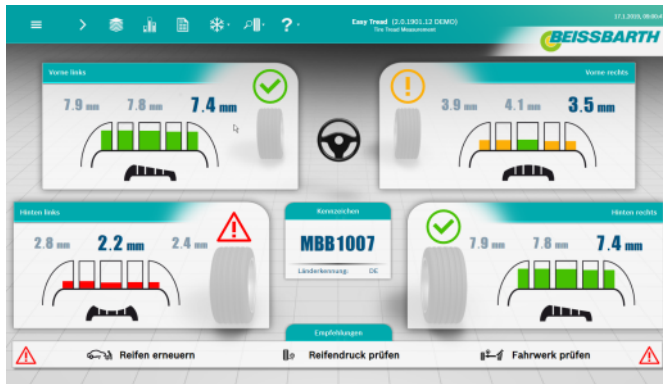 Easy Tread (2.0.1901.12 DEMO)
Tire Tread Measurement
BEISSBARTH
Vorne links
7.9 mm 7.8 mm 7.4 mm
Vorne rechts
3.9 mm 4.1 mm 3.5 mm
Hinten links
2.8 mm 2.2 mm 2.4 mm
Kennzeichen
MBB1007
Länderkennung: DE
Hinten rechts
7.9 mm 7.8 mm 7.4 mm
Empfehlungen
Reifen erneuern Reifendruck prüfen Fahrwerk prüfen